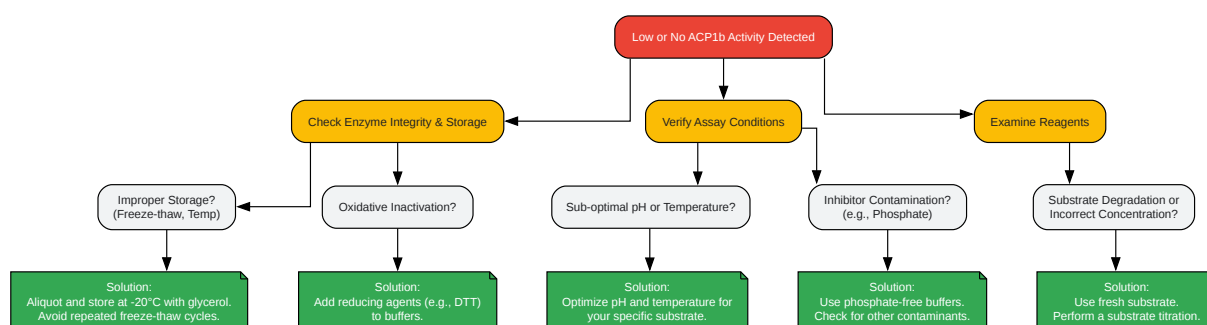 Low or No ACP1b Activity Detected
Check Enzyme Integrity & Storage
Verify Assay Conditions
Examine Reagents
Improper Storage?
(Freeze-thaw, Temp)
Oxidative Inactivation?
Sub-optimal pH or Temperature?
Inhibitor Contamination?
(e.g., Phosphate)
Substrate Degradation or
Incorrect Concentration?
Solution:
Aliquot and store at -20°C with glycerol.
Avoid repeated freeze-thaw cycles.
Solution:
Add reducing agents (e.g., DTT)
to buffers.
Solution:
Optimize pH and temperature for
your specific substrate.
Solution:
Use phosphate-free buffers.
Check for other contaminants.
Solution:
Use fresh substrate.
Perform a substrate titration.